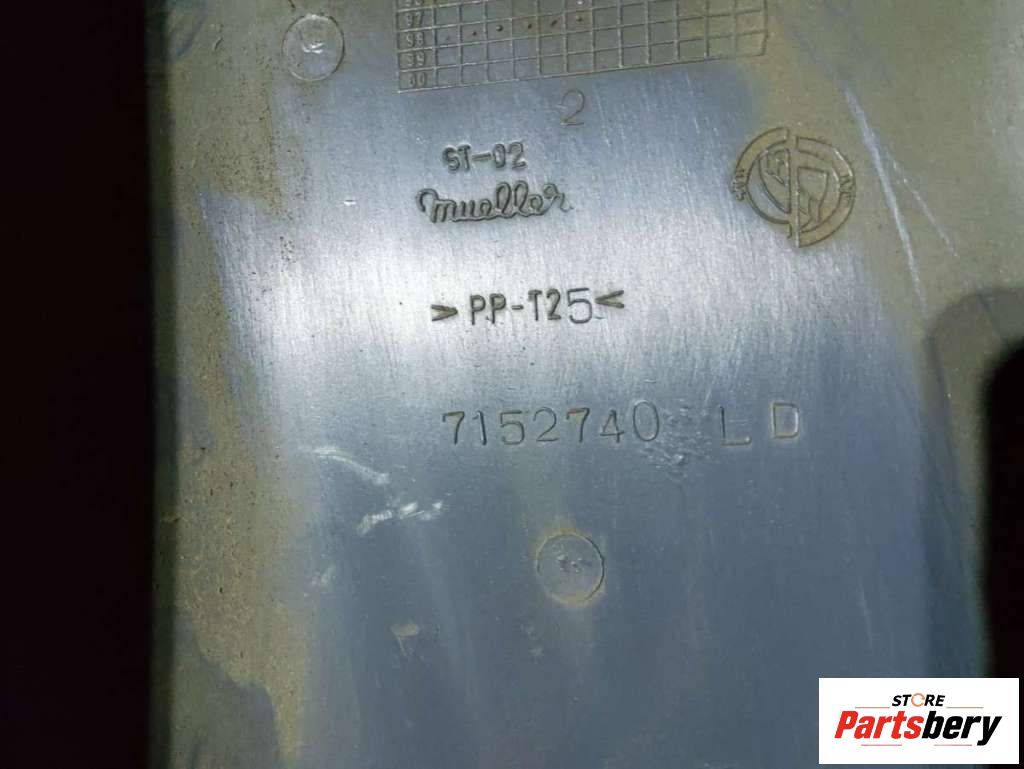 97
98
99
00
2
ST-02
mueller
>PP-T25<
7152740 LD
STORE
Partsbery